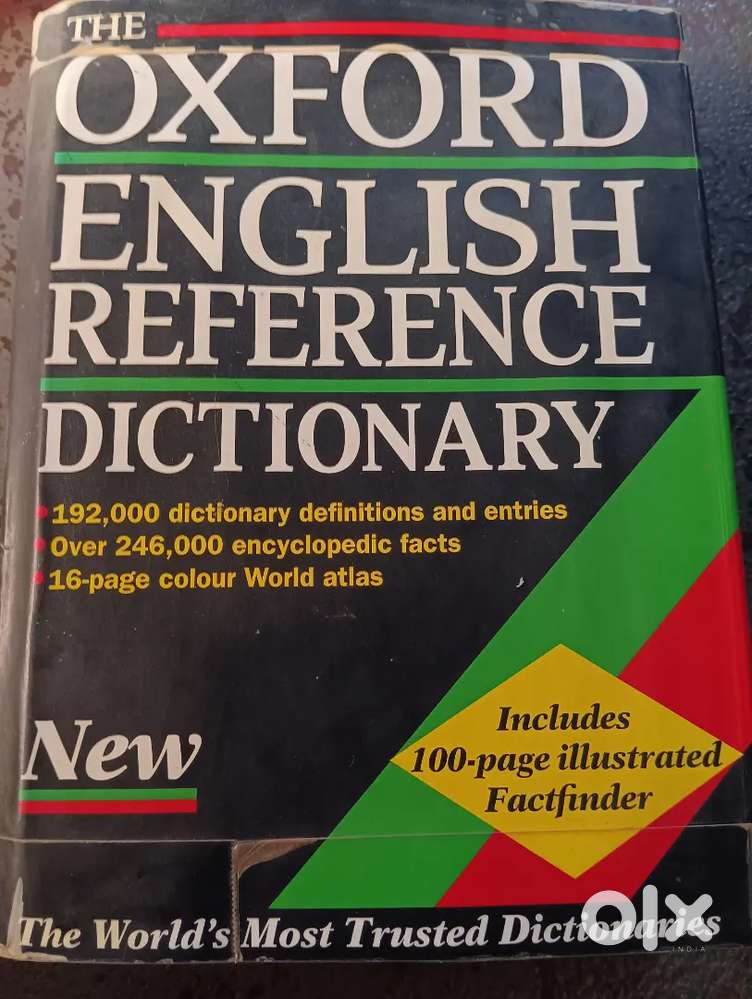 THE
OXFORD
ENGLISH
REFERENCE
DICTIONARY
• 192,000 dictionary definitions and entries
• Over 246,000 encyclopedic facts
• 16-page colour World atlas
New
Includes
100-page illustrated
Factfinder
The World's Most Trusted Dictionaries
olx
INDIA